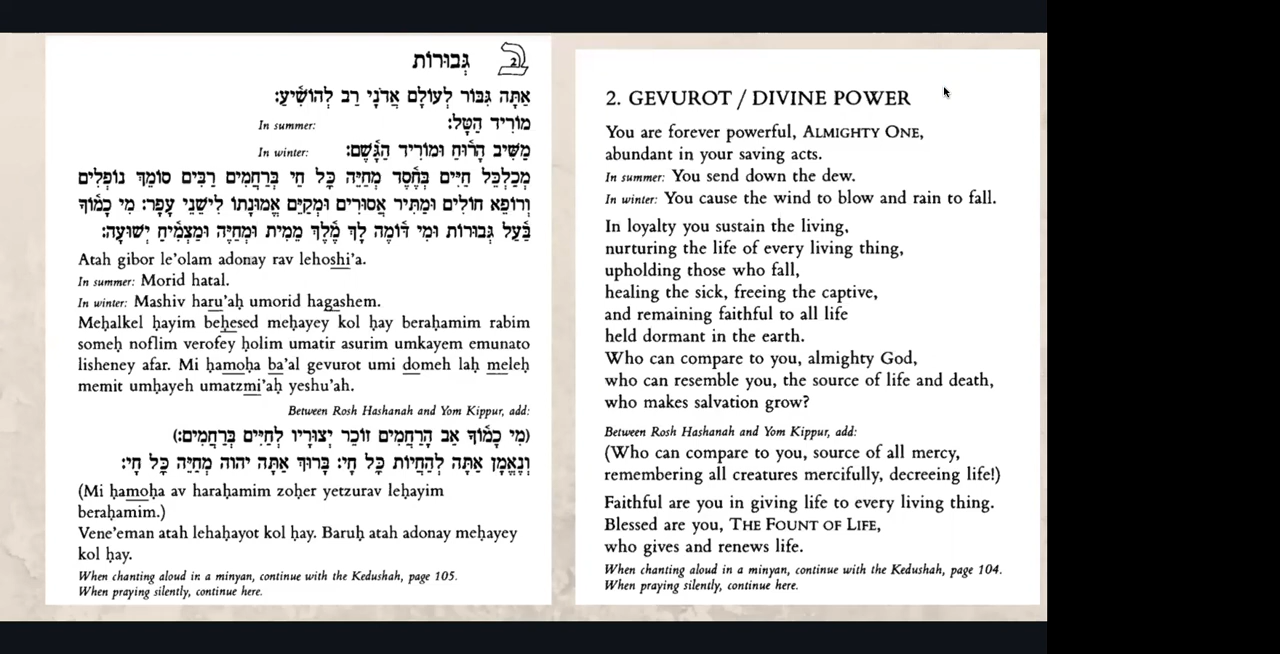 גְּבוּרוֹת 2
אַתָּה גִּבּוֹר לְעוֹלָם אֲדֹנָי רַב לְהוֹשִֽׁיעַ:
In summer: מוֹרִיד הַטָּל:
In winter: מַשִּׁיב הָרֽוּחַ וּמוֹרִיד הַגָּֽשֶׁם:
מְכַלְכֵּל חַיִּים בְּחֶֽסֶד מְחַיֵּה כׇּל חַי בְּרַחֲמִים רַבִּים סוֹמֵךְ נוֹפְלִים
וְרוֹפֵא חוֹלִים וּמַתִּיר אֲסוּרִים וּמְקַיֵּם אֱמוּנָתוֹ לִישֵׁנֵי עָפָר: מִי כָמֽוֹךָ
בַּֽעַל גְּבוּרוֹת וּמִי דּֽוֹמֶה לָּךְ מֶֽלֶךְ מֵמִית וּמְחַיֶּה וּמַצְמִֽיחַ יְשׁוּעָה:
Atah gibor le'olam adonay rav lehoshi'a.
In summer: Morid hatal.
In winter: Mashiv haru'aḥ umorid hagashem.
Meḥalkel ḥayim beḥesed meḥayey kol ḥay beraḥamim rabim
someḥ noflim verofey ḥolim umatir asurim umkayem emunato
lisheney afar. Mi ḥamoḥa ba'al gevurot umi domeh laḥ meleḥ
memit umḥayeh umatzmi'aḥ yeshu'ah.
Between Rosh Hashanah and Yom Kippur, add:
(מִי כָמֽוֹךָ אַב הָרַחֲמִים זוֹכֵר יְצוּרָיו לְחַיִּים בְּרַחֲמִים:)
וְנֶאֱמָן אַתָּה לְהַחֲיוֹת כׇּל חָי: בָּרוּךְ אַתָּה יהוה מְחַיֵּה כׇּל חָי:
(Mi ḥamoḥa av haraḥamim zoḥer yetzurav leḥayim
beraḥamim.)
Vene'eman atah lehaḥayot kol ḥay. Baruḥ atah adonay meḥayey
kol ḥay.
When chanting aloud in a minyan, continue with the Kedushah, page 105.
When praying silently, continue here.
2. GEVUROT / DIVINE POWER
You are forever powerful, ALMIGHTY ONE,
abundant in your saving acts.
In summer: You send down the dew.
In winter: You cause the wind to blow and rain to fall.
In loyalty you sustain the living,
nurturing the life of every living thing,
upholding those who fall,
healing the sick, freeing the captive,
and remaining faithful to all life
held dormant in the earth.
Who can compare to you, almighty God,
who can resemble you, the source of life and death,
who makes salvation grow?
Between Rosh Hashanah and Yom Kippur, add:
(Who can compare to you, source of all mercy,
remembering all creatures mercifully, decreeing life!)
Faithful are you in giving life to every living thing.
Blessed are you, THE FOUNT OF LIFE,
who gives and renews life.
When chanting aloud in a minyan, continue with the Kedushah, page 104.
When praying silently, continue here.